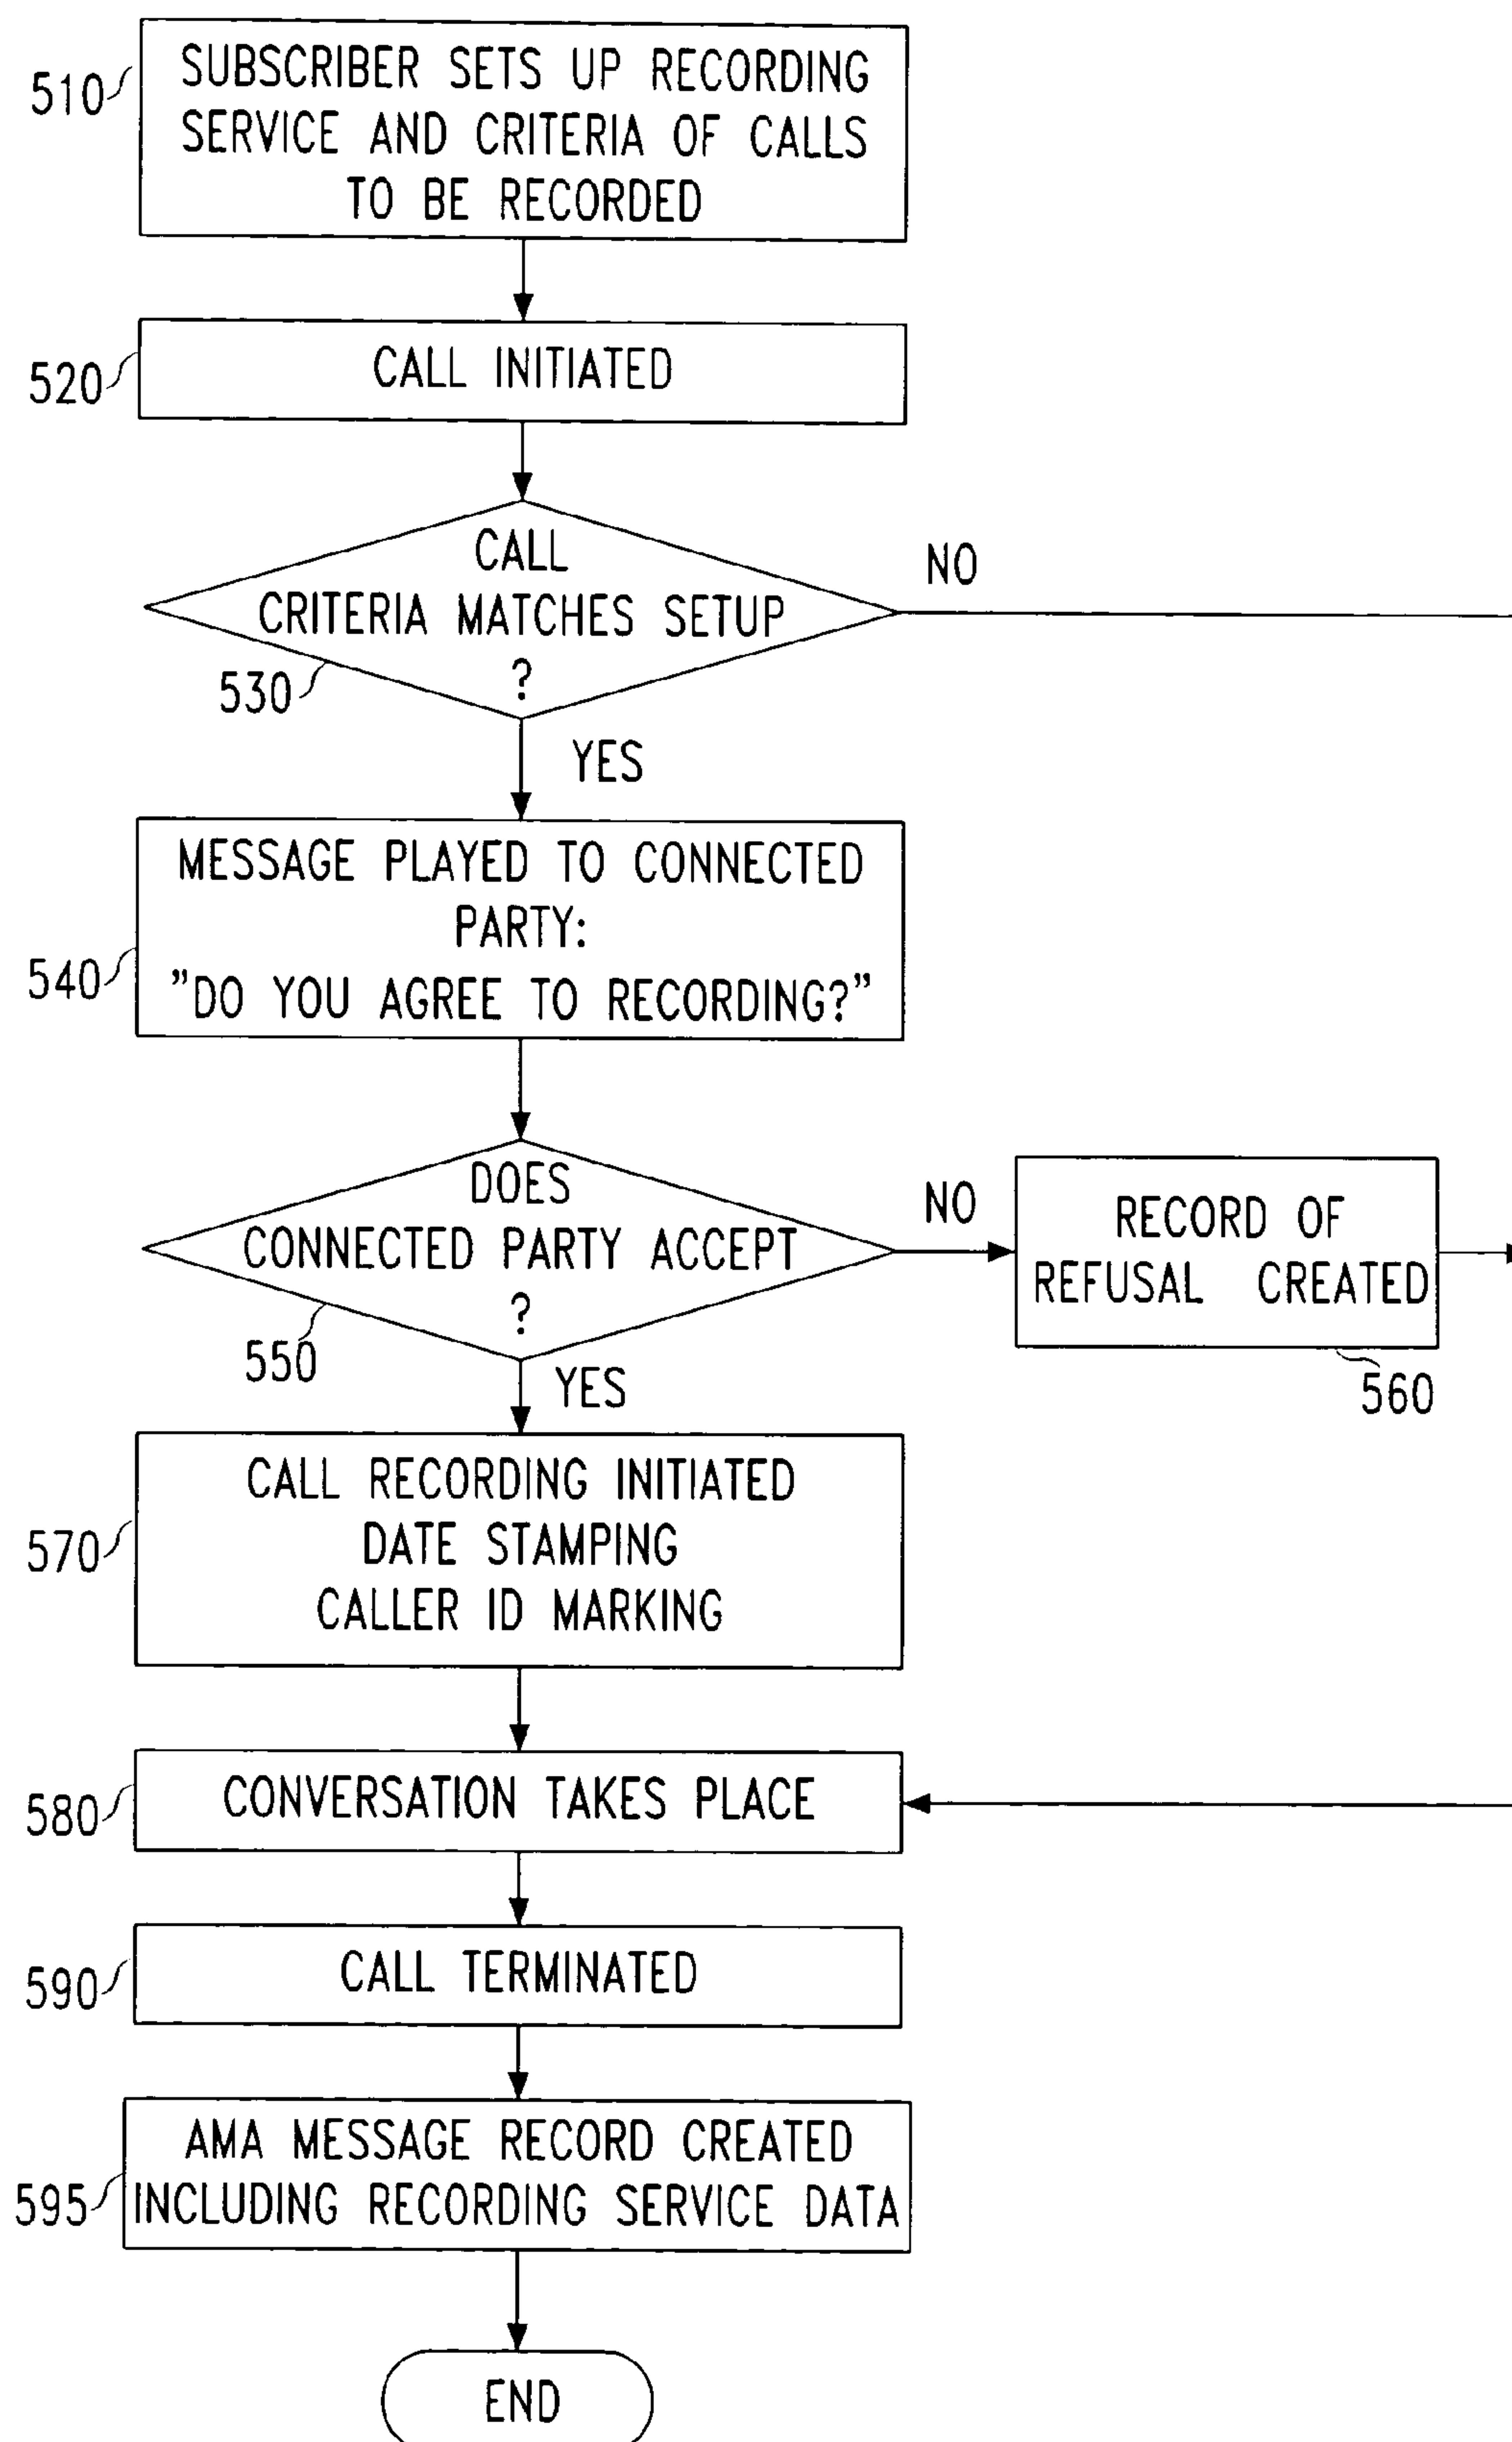 510
SUBSCRIBER SETS UP RECORDING
SERVICE AND CRITERIA OF CALLS
TO BE RECORDED
520
CALL INITIATED
CALL
CRITERIA MATCHES SETUP
?
530
NO
YES
540
MESSAGE PLAYED TO CONNECTED
PARTY:
"DO YOU AGREE TO RECORDING?"
DOES
CONNECTED PARTY ACCEPT
?
550
NO
RECORD OF
REFUSAL CREATED
560
YES
570
CALL RECORDING INITIATED
DATE STAMPING
CALLER ID MARKING
580
CONVERSATION TAKES PLACE
590
CALL TERMINATED
595
AMA MESSAGE RECORD CREATED
INCLUDING RECORDING SERVICE DATA
END